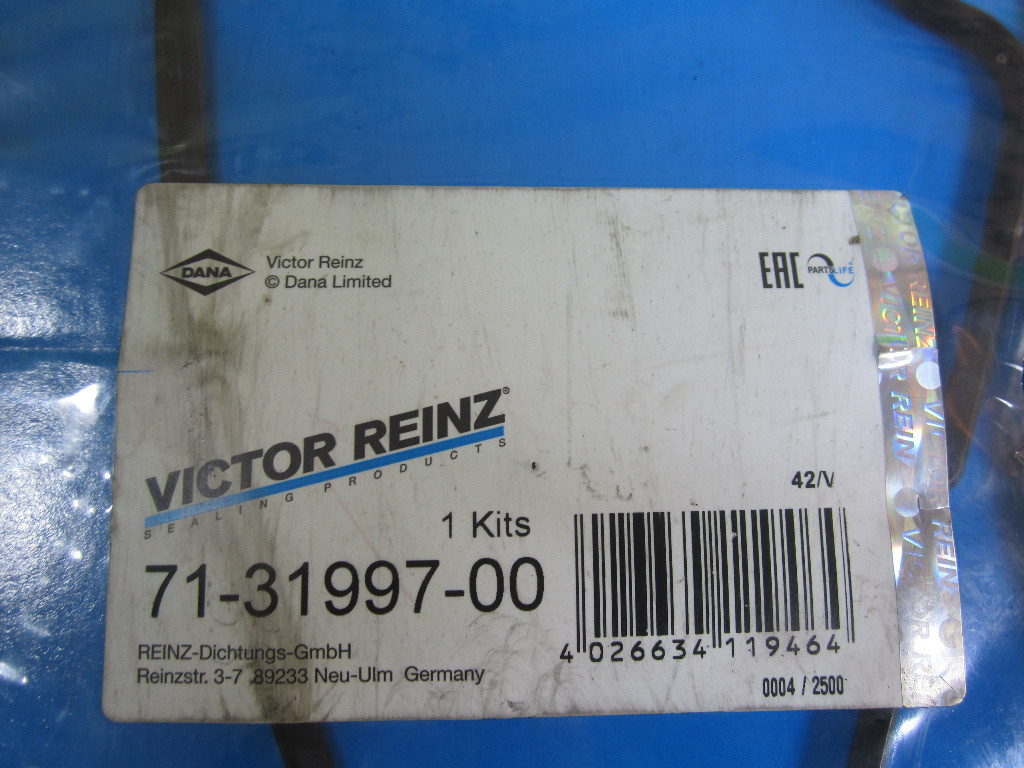 DANA
Victor Reinz
© Dana Limited
EAC
PARTSLIFE
VICTOR REINZ®
SEALING PRODUCTS
42/V
1 Kits
71-31997-00
4 026634 119464
REINZ-Dichtungs-GmbH
Reinzstr. 3-7 89233 Neu-Ulm Germany
0004 / 2500